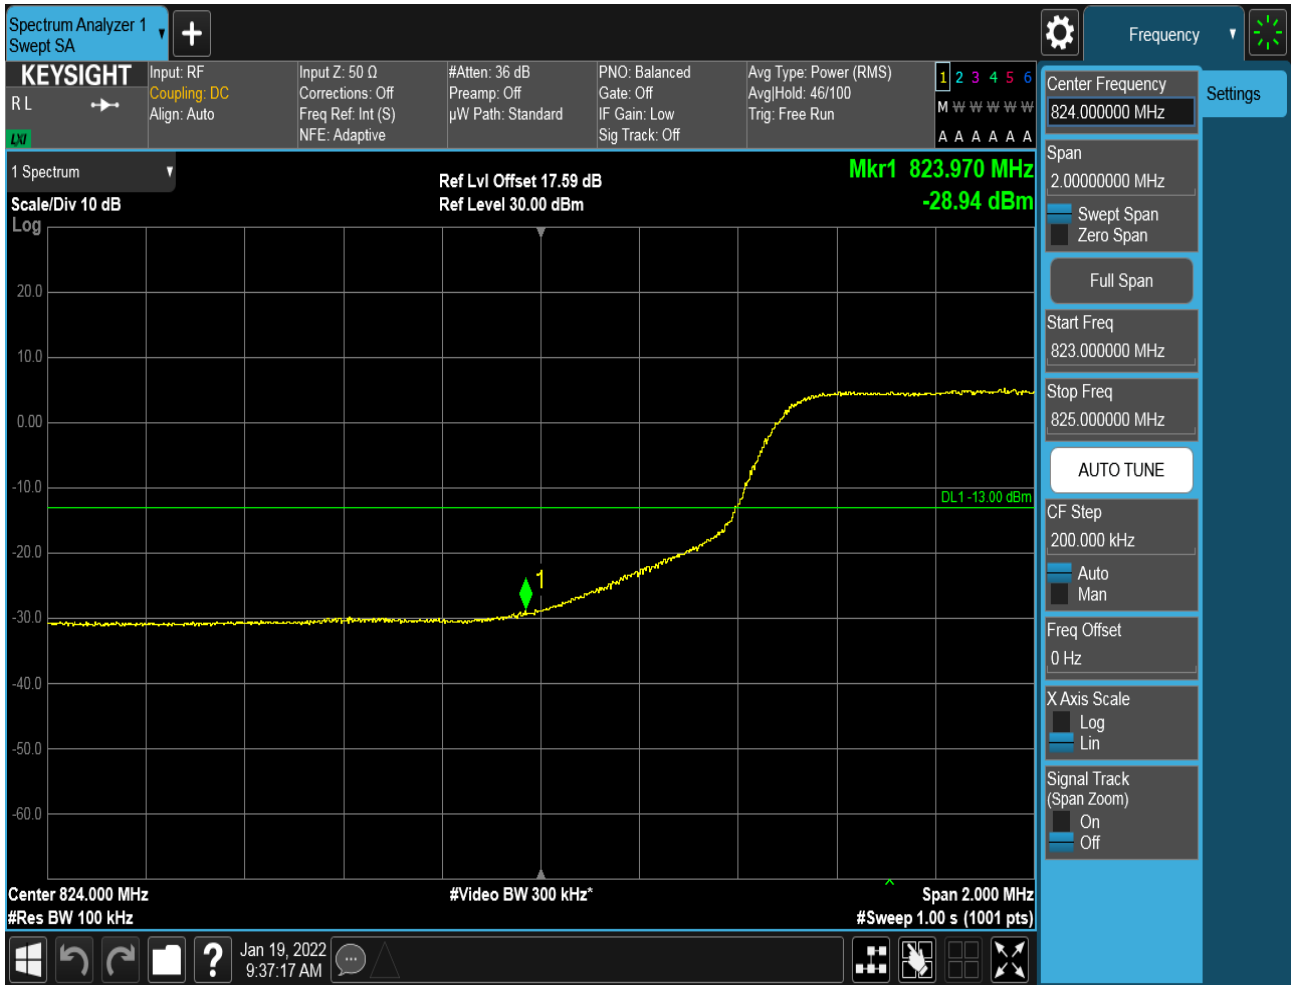 Spectrum Analyzer 1
Swept SA
Frequency
KEYSIGHT
R L
LXI
Input: RF
Coupling: DC
Align: Auto
Input Z: 50 Ω
Corrections: Off
Freq Ref: Int (S)
NFE: Adaptive
#Atten: 36 dB
Preamp: Off
µW Path: Standard
PNO: Balanced
Gate: Off
IF Gain: Low
Sig Track: Off
Avg Type: Power (RMS)
Avg|Hold: 46/100
Trig: Free Run
1 2 3 4 5 6
M W W W W W
A A A A A A
1 Spectrum
Scale/Div 10 dB
Log
Ref Lvl Offset 17.59 dB
Ref Level 30.00 dBm
Mkr1 823.970 MHz
-28.94 dBm
20.0
10.0
0.00
-10.0
DL1 -13.00 dBm
-20.0
1
-30.0
-40.0
-50.0
-60.0
Center 824.000 MHz
#Video BW 300 kHz*
Span 2.000 MHz
#Res BW 100 kHz
#Sweep 1.00 s (1001 pts)
Jan 19, 2022
9:37:17 AM
?
Center Frequency
824.000000 MHz
Settings
Span
2.00000000 MHz
Swept Span
Zero Span
Full Span
Start Freq
823.000000 MHz
Stop Freq
825.000000 MHz
AUTO TUNE
CF Step
200.000 kHz
Auto
Man
Freq Offset
0 Hz
X Axis Scale
Log
Lin
Signal Track
(Span Zoom)
On
Off